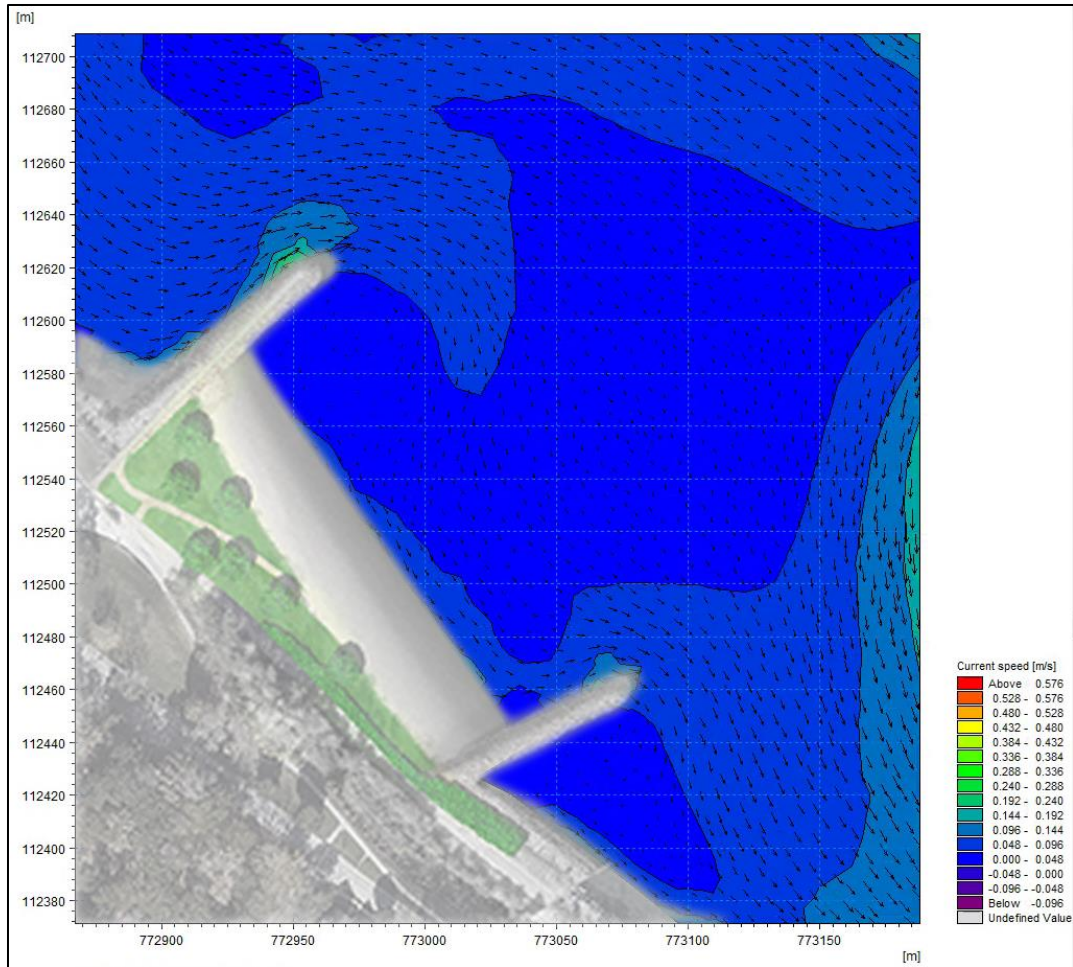 [m]
112700
112680
112660
112640
112620
112600
112580
112560
112540
112520
112500
112480
112460
112440
112420
112400
112380
772900 772950 773000 773050 773100 773150
[m]
Current speed [m/s]
Above 0.576
0.528 - 0.576
0.480 - 0.528
0.432 - 0.480
0.384 - 0.432
0.336 - 0.384
0.288 - 0.336
0.240 - 0.288
0.192 - 0.240
0.144 - 0.192
0.096 - 0.144
0.048 - 0.096
0.000 - 0.048
-0.048 - 0.000
-0.096 - -0.048
Below -0.096
Undefined Value